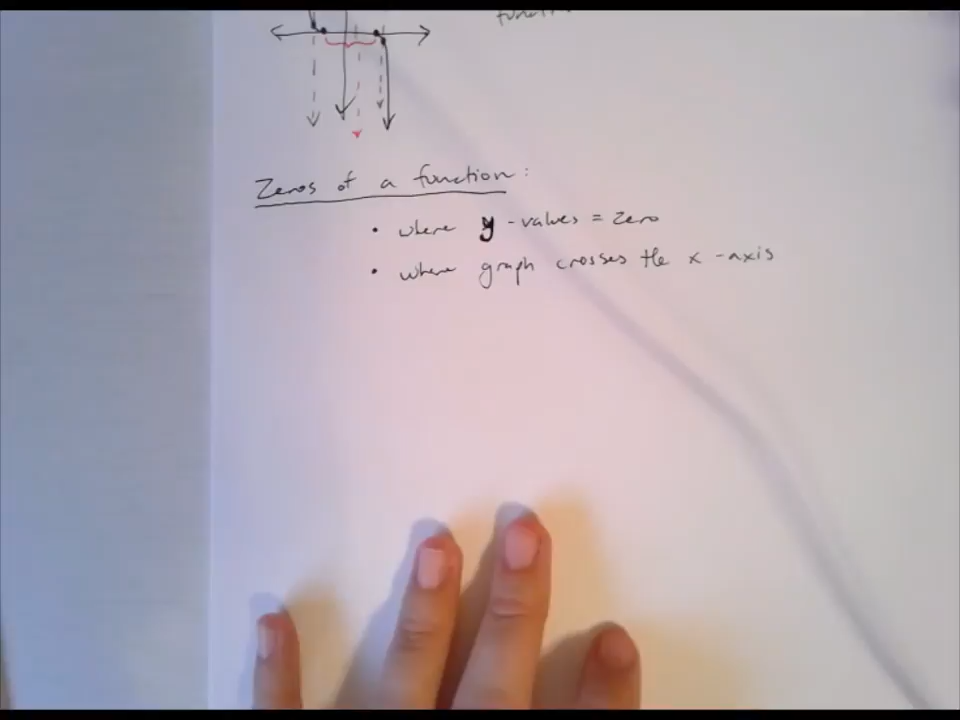 Zeros of a function:
• where y-values = zero
• where graph crosses the x-axis